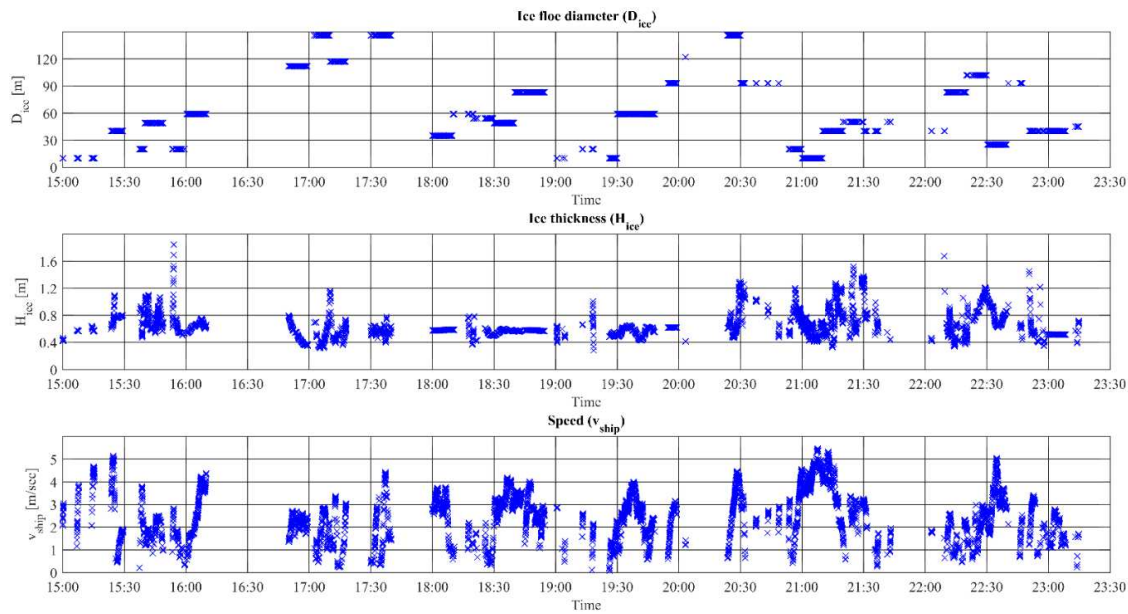 Ice floe diameter (D_ice)
D_ice [m]
120
90
60
30
0
15:00 15:30 16:00 16:30 17:00 17:30 18:00 18:30 19:00 19:30 20:00 20:30 21:00 21:30 22:00 22:30 23:00 23:30
Time
Ice thickness (H_ice)
H_ice [m]
1.6
1.2
0.8
0.4
0
15:00 15:30 16:00 16:30 17:00 17:30 18:00 18:30 19:00 19:30 20:00 20:30 21:00 21:30 22:00 22:30 23:00 23:30
Time
Speed (v_ship)
v_ship [m/sec]
5
4
3
2
1
0
15:00 15:30 16:00 16:30 17:00 17:30 18:00 18:30 19:00 19:30 20:00 20:30 21:00 21:30 22:00 22:30 23:00 23:30
Time